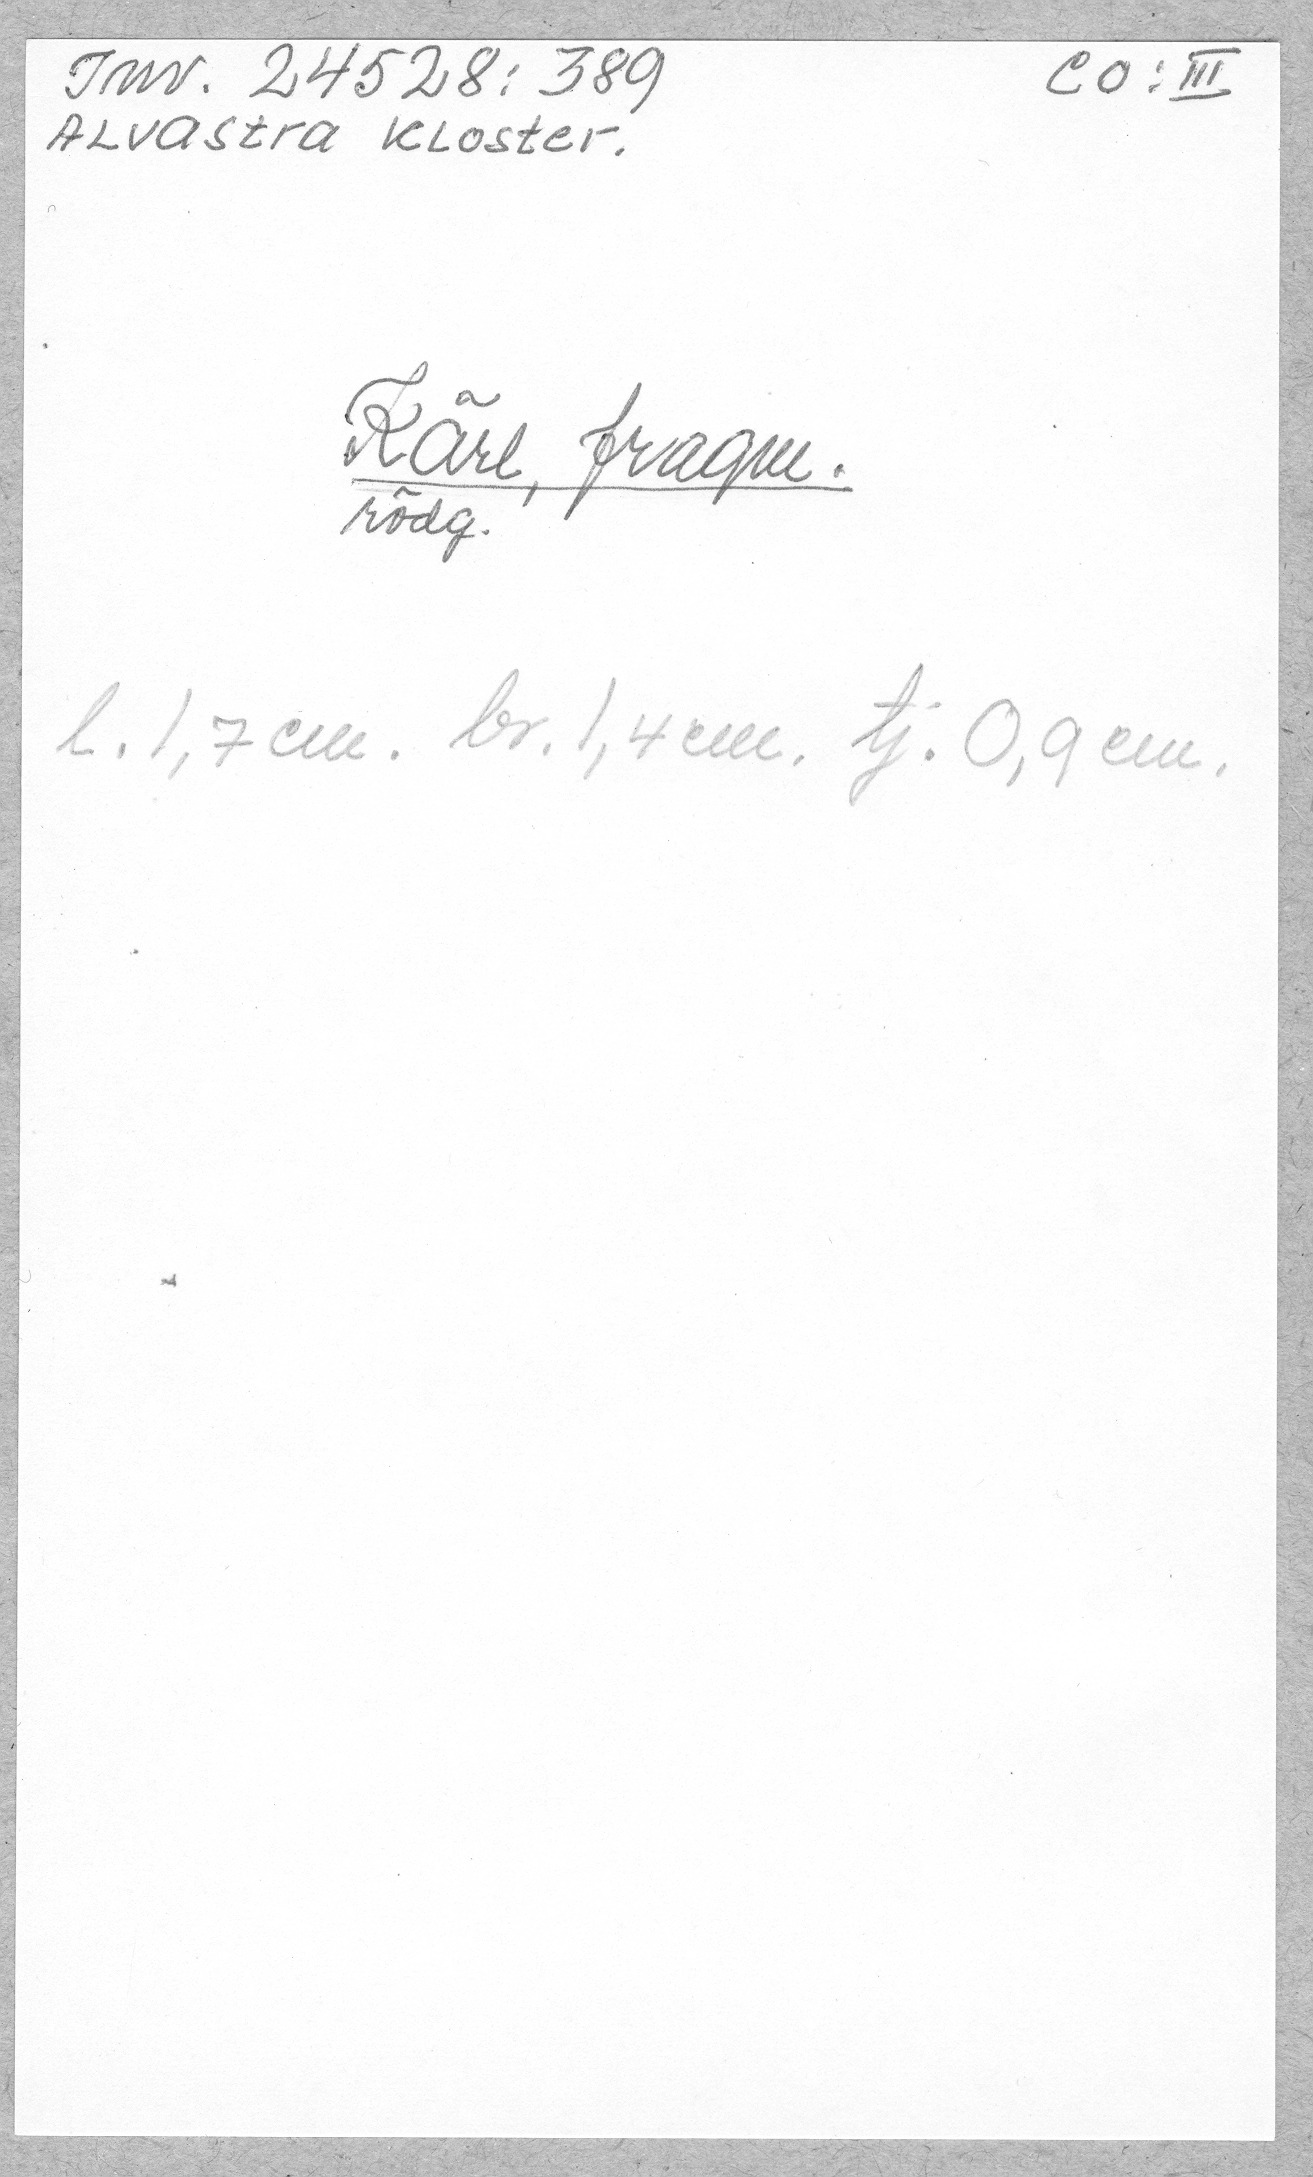 Inv. 24528:389 CO:III
ALVAStra KLoster.
Kärl, fragm.
rödg.
l. 1,7 cm. br. 1,4 cm. tj. 0,9 cm.